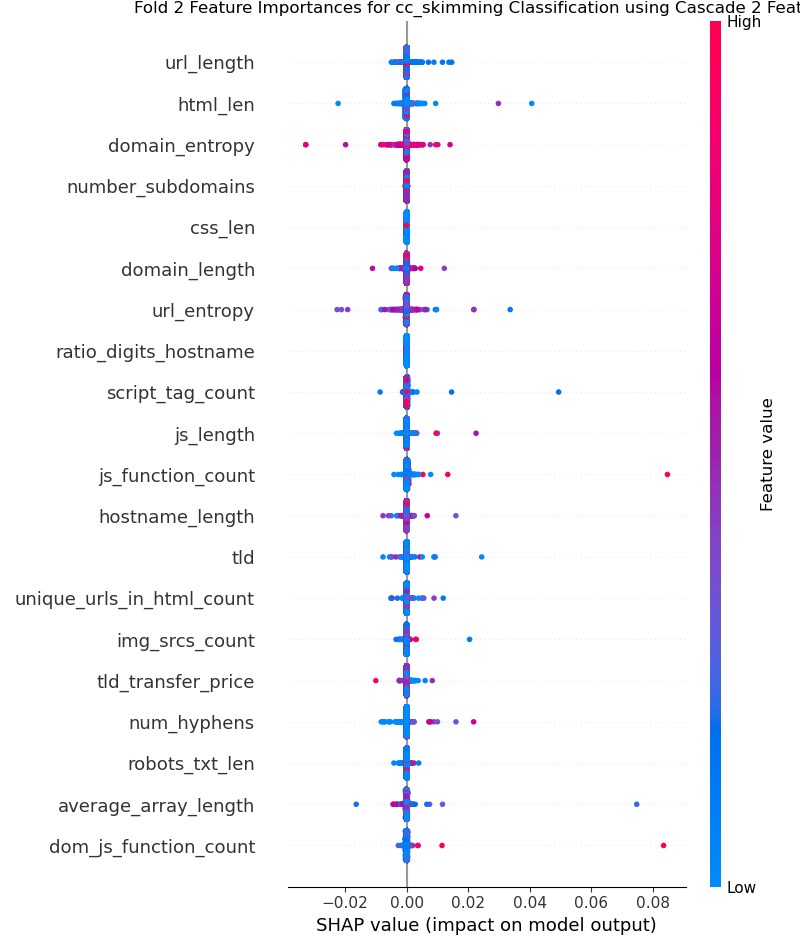 Fold 2 Feature Importances for cc_skimming Classification using Cascade 2 Feat
High
url_length
html_len
domain_entropy
number_subdomains
css_len
domain_length
url_entropy
ratio_digits_hostname
script_tag_count
js_length
js_function_count
hostname_length
tld
unique_urls_in_html_count
img_srcs_count
tld_transfer_price
num_hyphens
robots_txt_len
average_array_length
dom_js_function_count
Feature value
Low
−0.02 0.00 0.02 0.04 0.06 0.08
SHAP value (impact on model output)